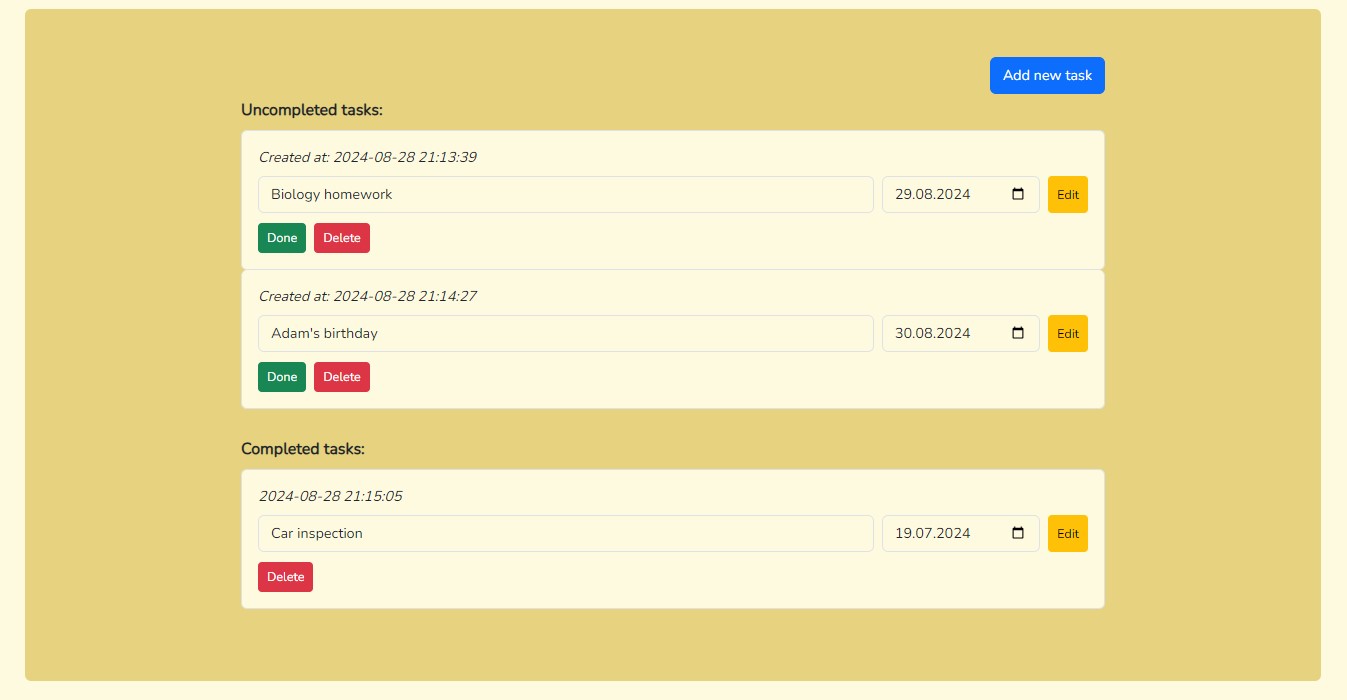 Add new task
Uncompleted tasks:
Created at: 2024-08-28 21:13:39
Biology homework 29.08.2024 Edit
Done Delete
Created at: 2024-08-28 21:14:27
Adam's birthday 30.08.2024 Edit
Done Delete
Completed tasks:
2024-08-28 21:15:05
Car inspection 19.07.2024 Edit
Delete